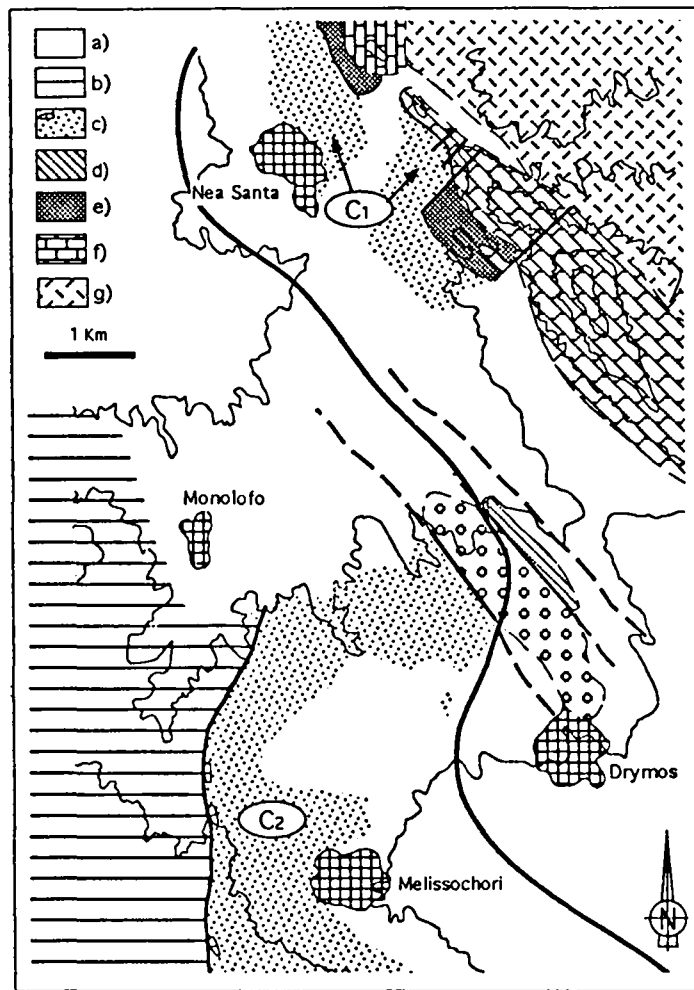 a)
b)
c)
d)
e)
f)
g)
1 Km
Nea Santa
C1
Monolofo
Drymos
C2
Melissochori
N